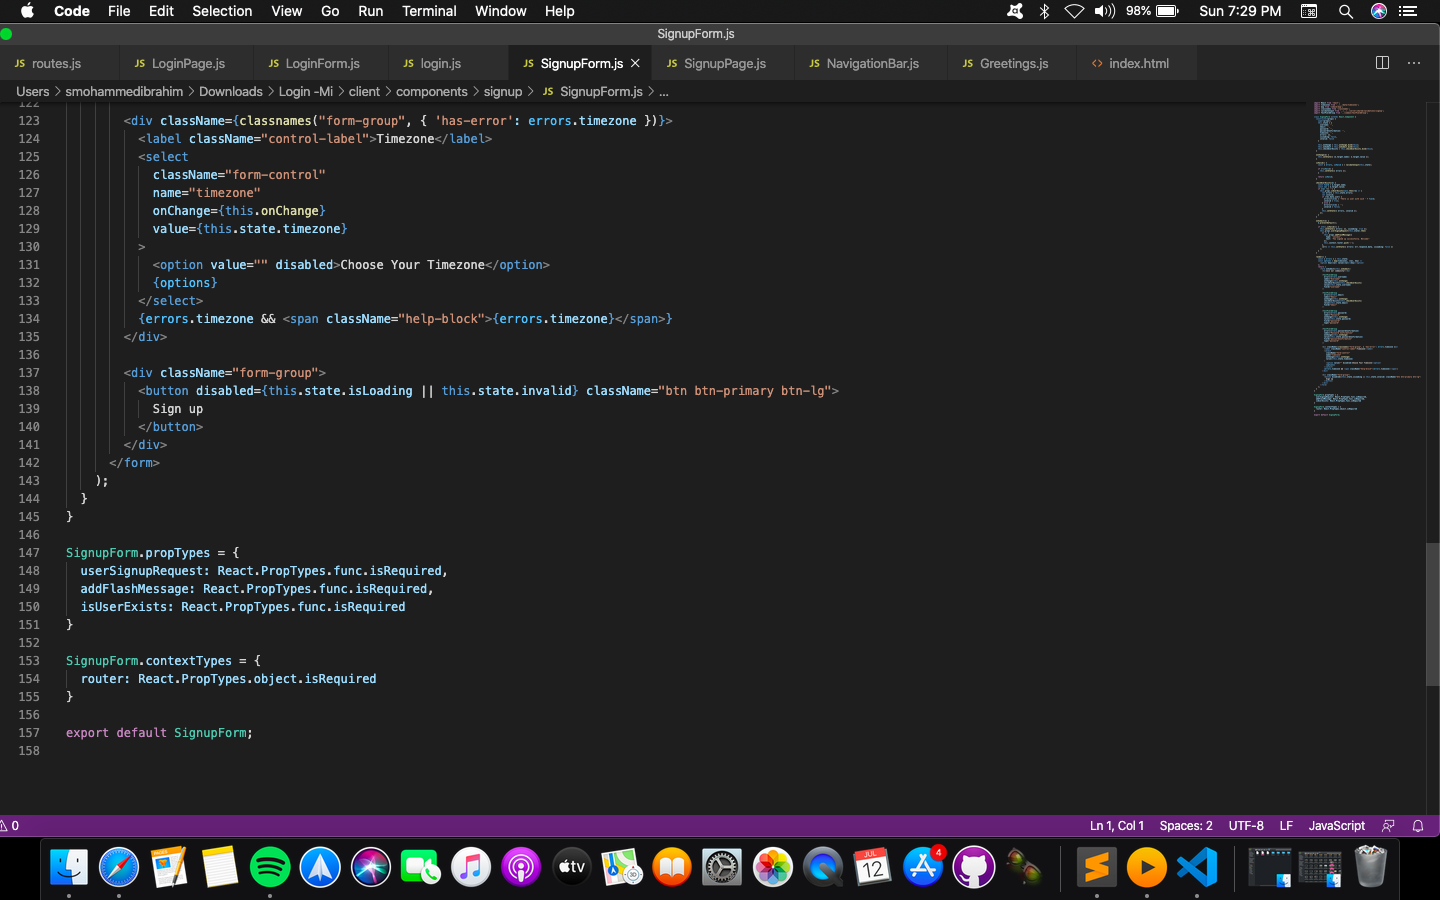 Code File Edit Selection View Go Run Terminal Window Help 98% Sun 7:29 PM
SignupForm.js
JS routes.js JS LoginPage.js JS LoginForm.js JS login.js JS SignupForm.js JS SignupPage.js JS NavigationBar.js JS Greetings.js <> index.html
Users > smohammedibrahim > Downloads > Login -Mi > client > components > signup > JS SignupForm.js > ...
122
123 <div className={classnames("form-group", { 'has-error': errors.timezone })}>
124 <label className="control-label">Timezone</label>
125 <select
126 className="form-control"
127 name="timezone"
128 onChange={this.onChange}
129 value={this.state.timezone}
130 >
131 <option value="" disabled>Choose Your Timezone</option>
132 {options}
133 </select>
134 {errors.timezone && <span className="help-block">{errors.timezone}</span>}
135 </div>
136
137 <div className="form-group">
138 <button disabled={this.state.isLoading || this.state.invalid} className="btn btn-primary btn-lg">
139 Sign up
140 </button>
141 </div>
142 </form>
143 );
144 }
145 }
146
147 SignupForm.propTypes = {
148 userSignupRequest: React.PropTypes.func.isRequired,
149 addFlashMessage: React.PropTypes.func.isRequired,
150 isUserExists: React.PropTypes.func.isRequired
151 }
152
153 SignupForm.contextTypes = {
154 router: React.PropTypes.object.isRequired
155 }
156
157 export default SignupForm;
158
0 Ln 1, Col 1 Spaces: 2 UTF-8 LF JavaScript
tv JUL 12 4